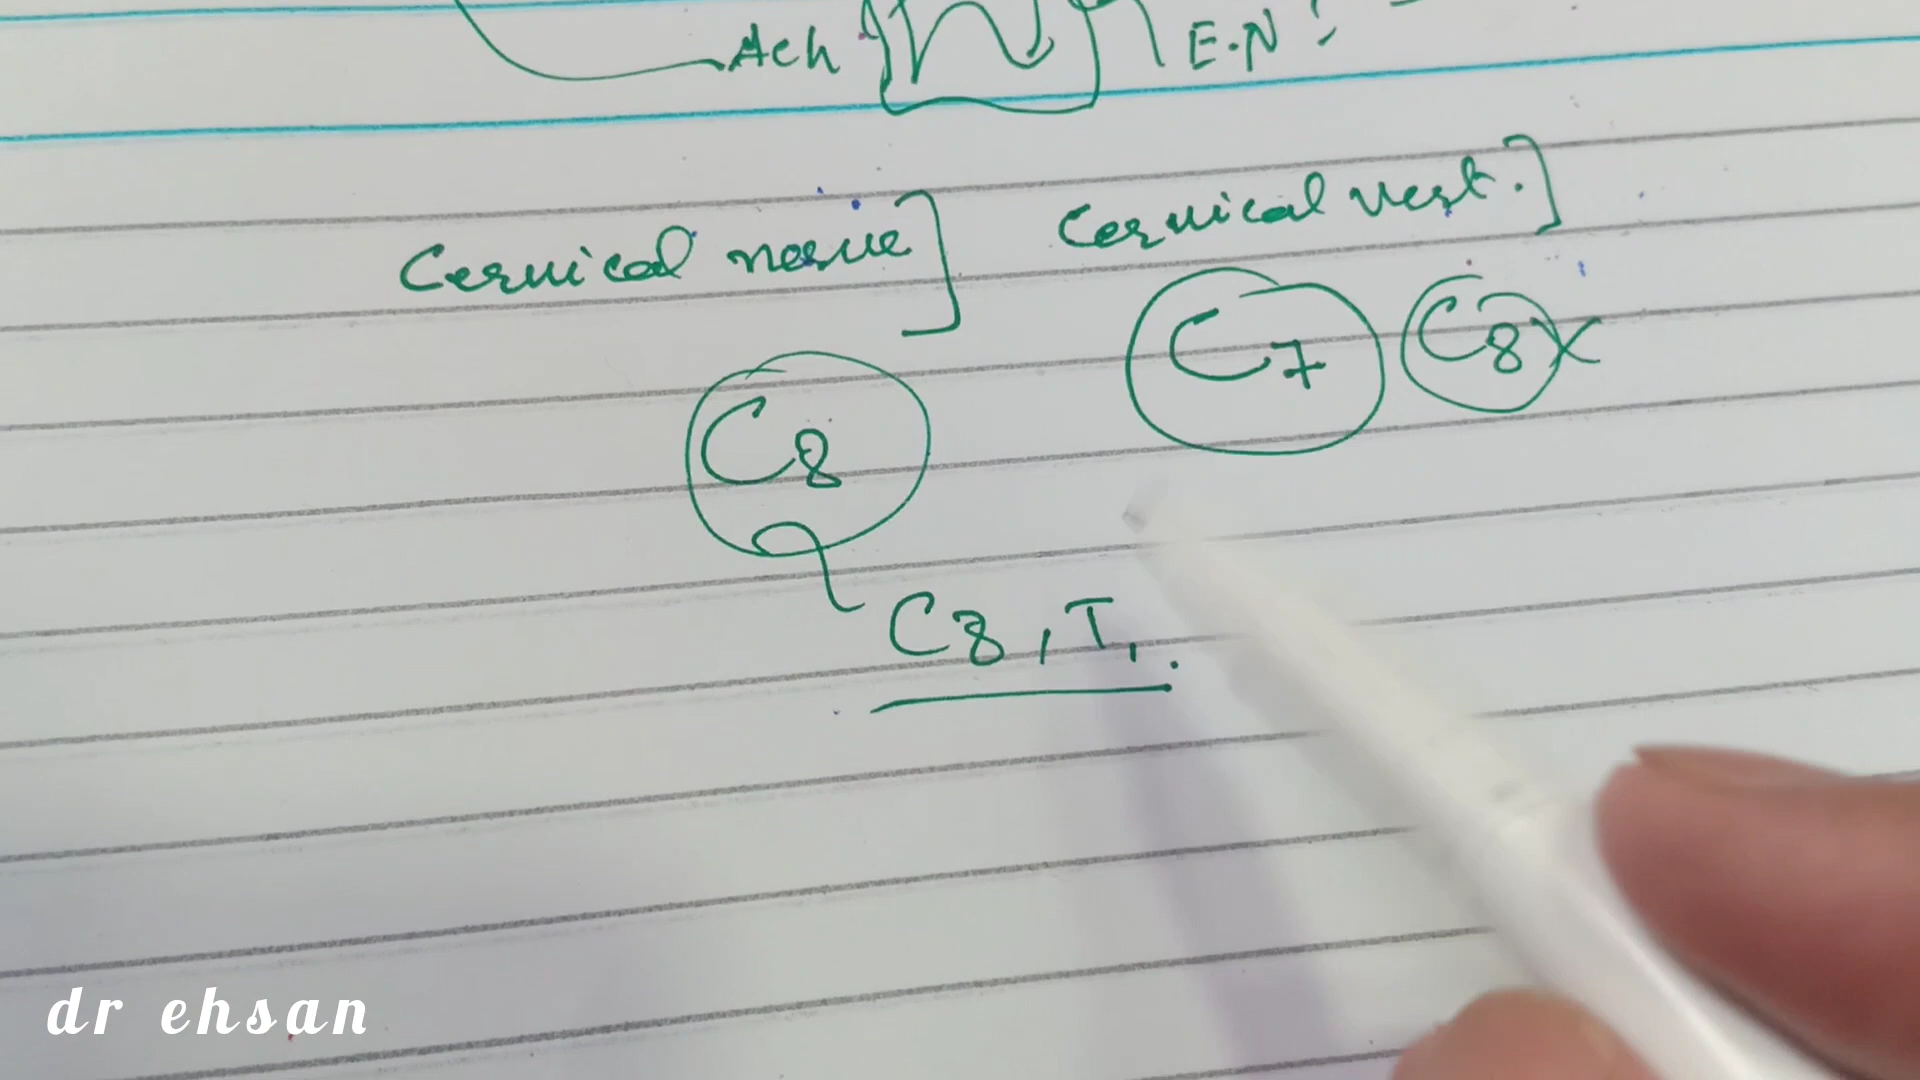 Ach E.N
Cervical nerve Cervical vert.
C7 C8 X
C8
C8, T1.
dr ehsan